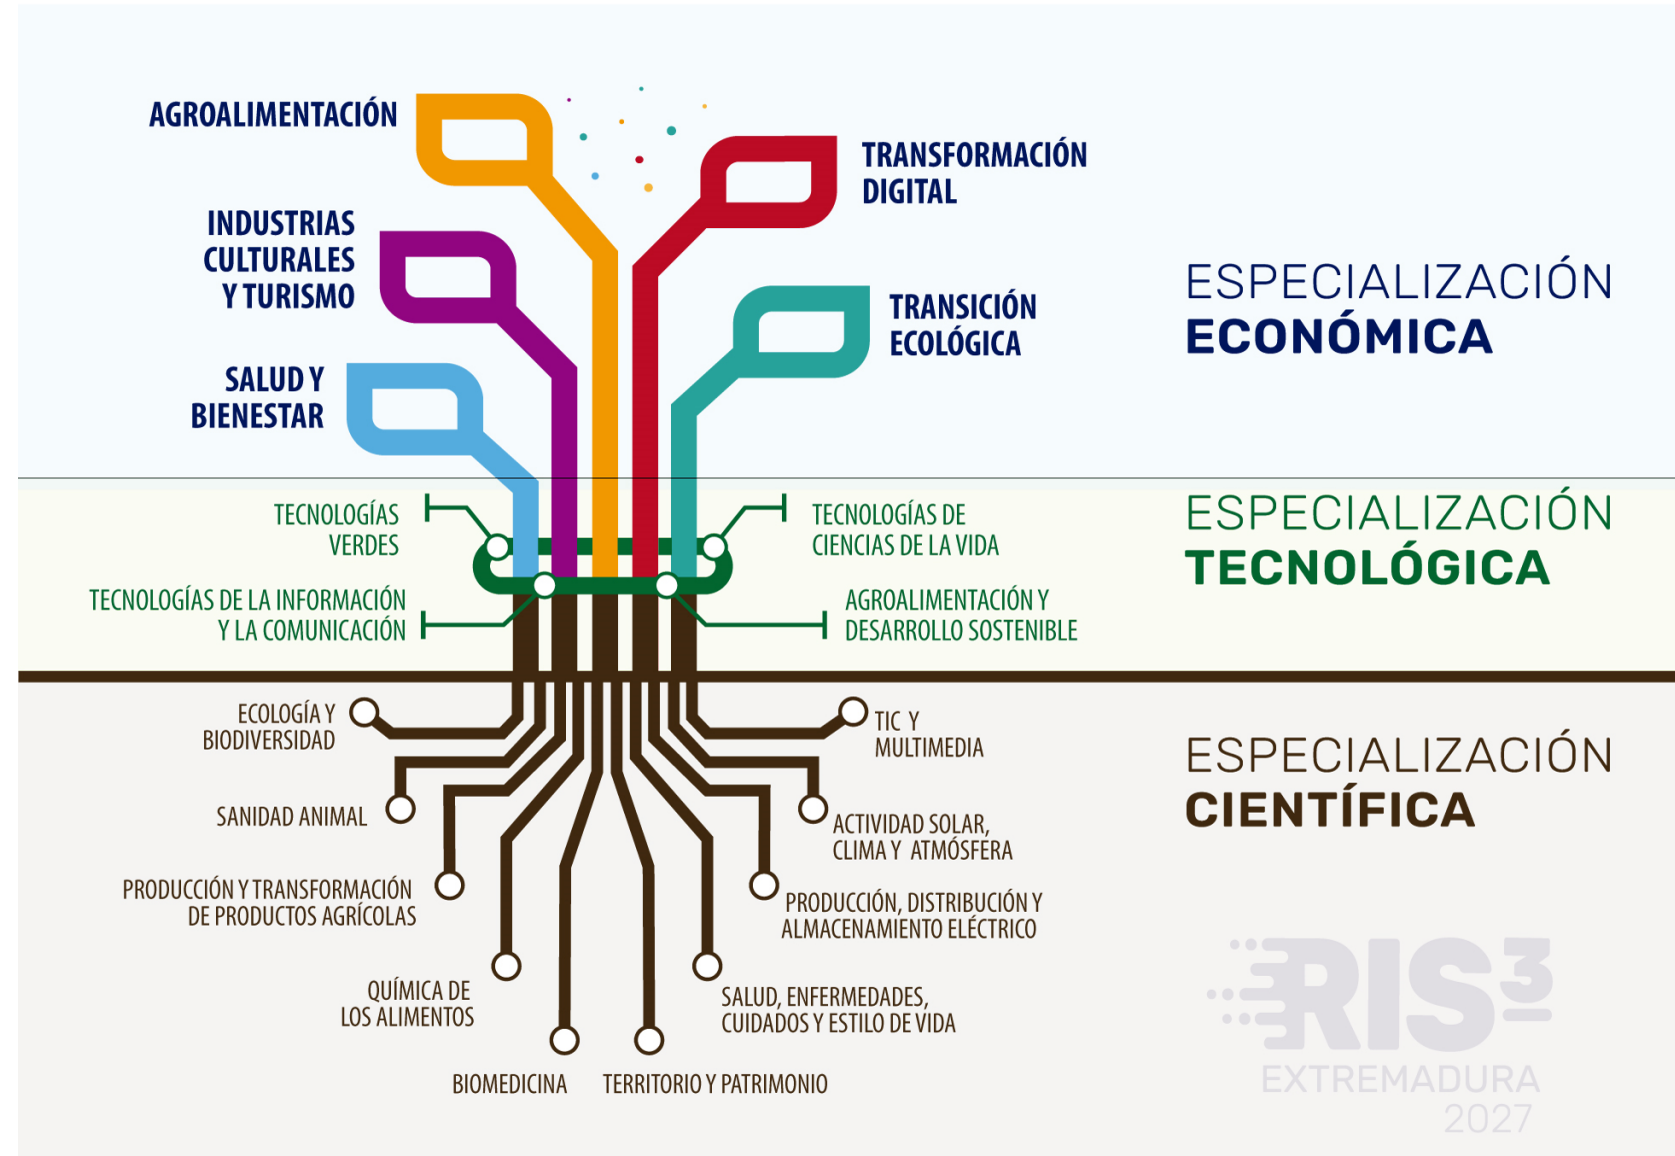 AGROALIMENTACIÓN
TRANSFORMACIÓN
DIGITAL
INDUSTRIAS
CULTURALES
Y TURISMO
TRANSICIÓN
ECOLÓGICA
SALUD Y
BIENESTAR
ESPECIALIZACIÓN
ECONÓMICA
TECNOLOGÍAS
VERDES
TECNOLOGÍAS DE
CIENCIAS DE LA VIDA
TECNOLOGÍAS DE LA INFORMACIÓN
Y LA COMUNICACIÓN
AGROALIMENTACIÓN Y
DESARROLLO SOSTENIBLE
ESPECIALIZACIÓN
TECNOLÓGICA
ECOLOGÍA Y
BIODIVERSIDAD
TIC Y
MULTIMEDIA
SANIDAD ANIMAL
ACTIVIDAD SOLAR,
CLIMA Y ATMÓSFERA
PRODUCCIÓN Y TRANSFORMACIÓN
DE PRODUCTOS AGRÍCOLAS
PRODUCCIÓN, DISTRIBUCIÓN Y
ALMACENAMIENTO ELÉCTRICO
QUÍMICA DE
LOS ALIMENTOS
SALUD, ENFERMEDADES,
CUIDADOS Y ESTILO DE VIDA
BIOMEDICINA
TERRITORIO Y PATRIMONIO
ESPECIALIZACIÓN
CIENTÍFICA
RIS3
EXTREMADURA
2027